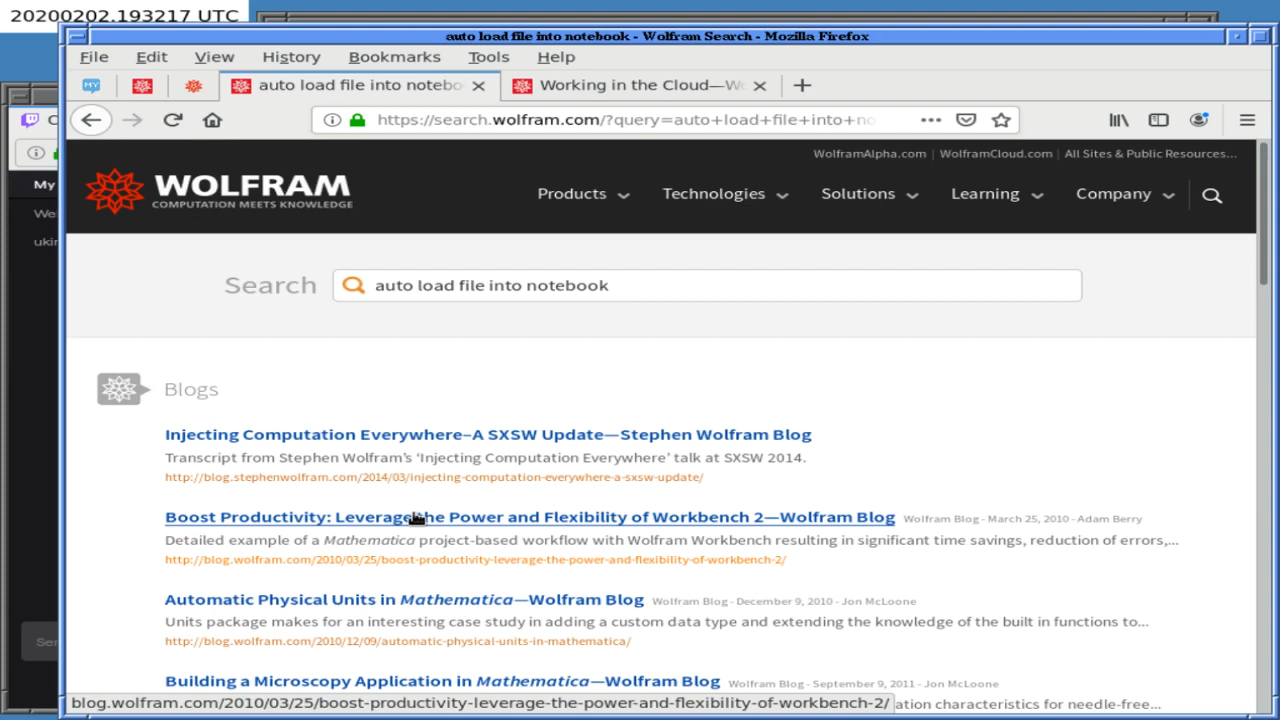 20200202.193217 UTC
auto load file into notebook - Wolfram Search - Mozilla Firefox
File Edit View History Bookmarks Tools Help
MY
auto load file into notebo
Working in the Cloud—W
https://search.wolfram.com/?query=auto+load+file+into+no
WolframAlpha.com | WolframCloud.com | All Sites & Public Resources...
WOLFRAM
COMPUTATION MEETS KNOWLEDGE
Products Technologies Solutions Learning Company
My
We
ukin
Search auto load file into notebook
Blogs
Injecting Computation Everywhere–A SXSW Update—Stephen Wolfram Blog
Transcript from Stephen Wolfram’s ‘Injecting Computation Everywhere’ talk at SXSW 2014.
http://blog.stephenwolfram.com/2014/03/injecting-computation-everywhere-a-sxsw-update/
Boost Productivity: Leverage the Power and Flexibility of Workbench 2—Wolfram Blog Wolfram Blog - March 25, 2010 - Adam Berry
Detailed example of a Mathematica project-based workflow with Wolfram Workbench resulting in significant time savings, reduction of errors,...
http://blog.wolfram.com/2010/03/25/boost-productivity-leverage-the-power-and-flexibility-of-workbench-2/
Automatic Physical Units in Mathematica—Wolfram Blog Wolfram Blog - December 9, 2010 - Jon McLoone
Units package makes for an interesting case study in adding a custom data type and extending the knowledge of the built in functions to...
http://blog.wolfram.com/2010/12/09/automatic-physical-units-in-mathematica/
Sen
Building a Microscopy Application in Mathematica—Wolfram Blog Wolfram Blog - September 9, 2011 - Jon McLoone
ation characteristics for needle-free...
blog.wolfram.com/2010/03/25/boost-productivity-leverage-the-power-and-flexibility-of-workbench-2/